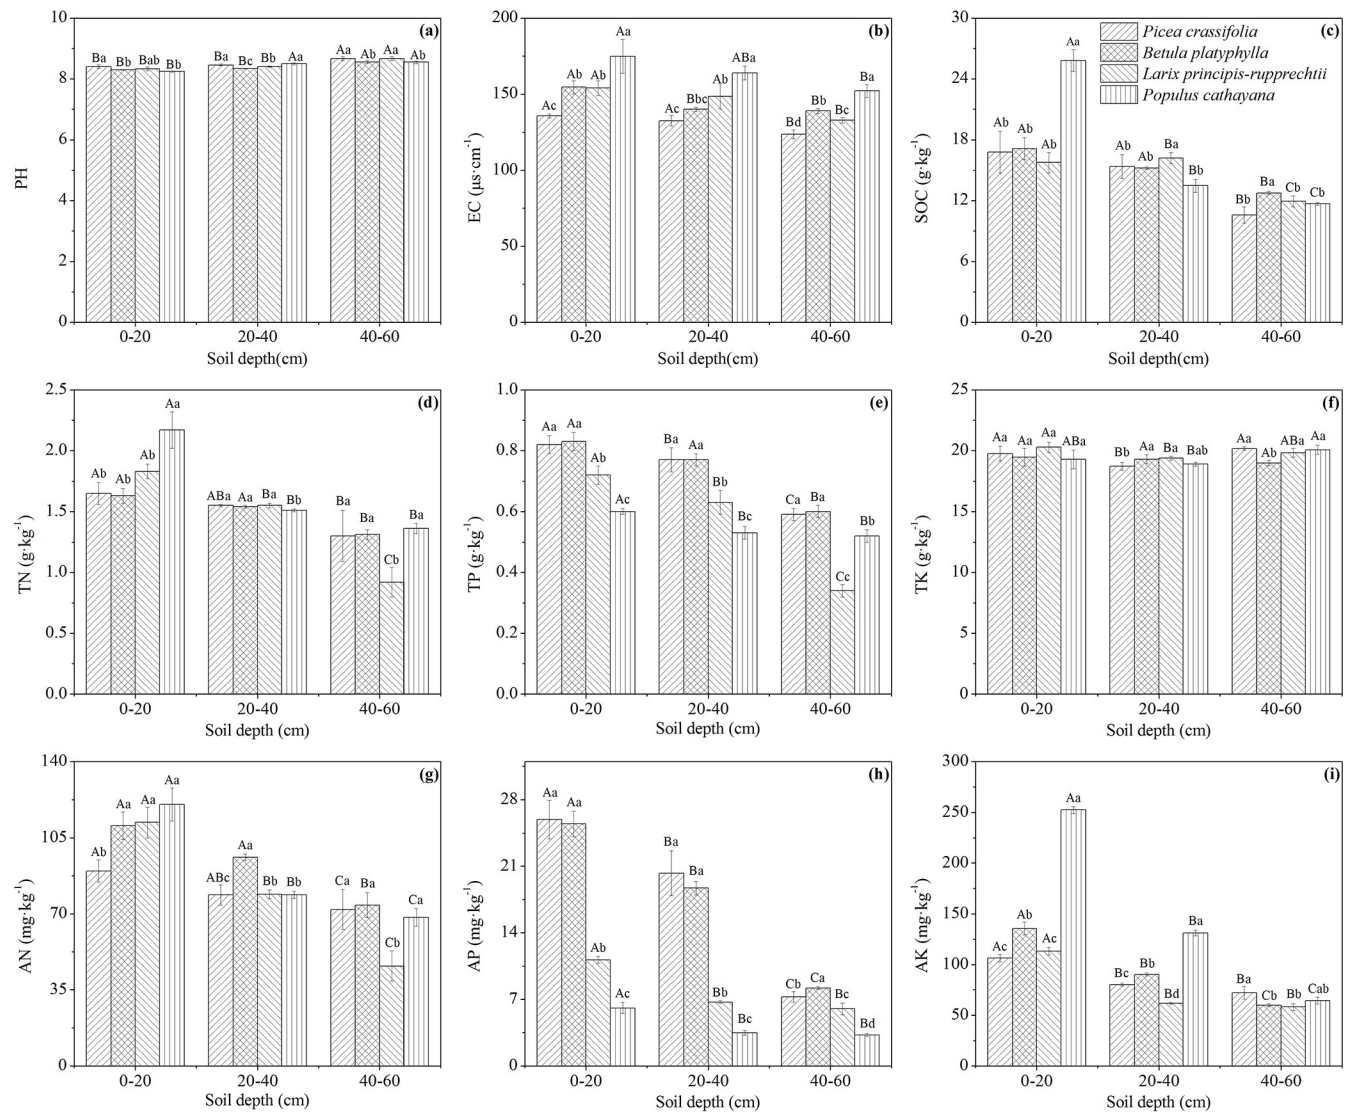 (a)
PH
10
8
6
4
2
0
Ba Bb Bab Bb
Ba Bc Bb Aa
Aa Ab Aa Ab
0-20 20-40 40-60
Soil depth(cm)
(b)
EC (μs·cm-1)
200
150
100
50
0
Ac Ab Ab Aa
Ac Bbc Ab ABa
Bd Bb Bc Ba
0-20 20-40 40-60
Soil depth(cm)
(c)
Picea crassifolia
Betula platyphylla
Larix principis-rupprechtii
Populus cathayana
SOC (g·kg-1)
30
24
18
12
6
0
Ab Ab Ab Aa
Ab Ab Ba Bb
Bb Ba Cb Cb
0-20 20-40 40-60
Soil depth(cm)
(d)
TN (g·kg-1)
2.5
2.0
1.5
1.0
0.5
0.0
Ab Ab Ab Aa
ABa Aa Ba Bb
Ba Ba Cb Ba
0-20 20-40 40-60
Soil depth (cm)
(e)
TP (g·kg-1)
1.0
0.8
0.6
0.4
0.2
0.0
Aa Aa Ab Ac
Ba Aa Bb Bc
Ca Ba Cc Bb
0-20 20-40 40-60
Soil depth (cm)
(f)
TK (g·kg-1)
25
20
15
10
5
0
Aa Aa Aa ABa
Bb Aa Ba Bab
Aa Ab ABa Aa
0-20 20-40 40-60
Soil depth (cm)
(g)
AN (mg·kg-1)
140
105
70
35
0
Ab Aa Aa Aa
ABc Aa Bb Bb
Ca Ba Cb Ca
0-20 20-40 40-60
Soil depth (cm)
(h)
AP (mg·kg-1)
28
21
14
7
0
Aa Aa Ab Ac
Ba Ba Bb Bc
Cb Ca Bc Bd
0-20 20-40 40-60
Soil depth (cm)
(i)
AK (mg·kg-1)
300
250
200
150
100
50
0
Ac Ab Ac Aa
Bc Bb Bd Ba
Ba Cb Bb Cab
0-20 20-40 40-60
Soil depth (cm)